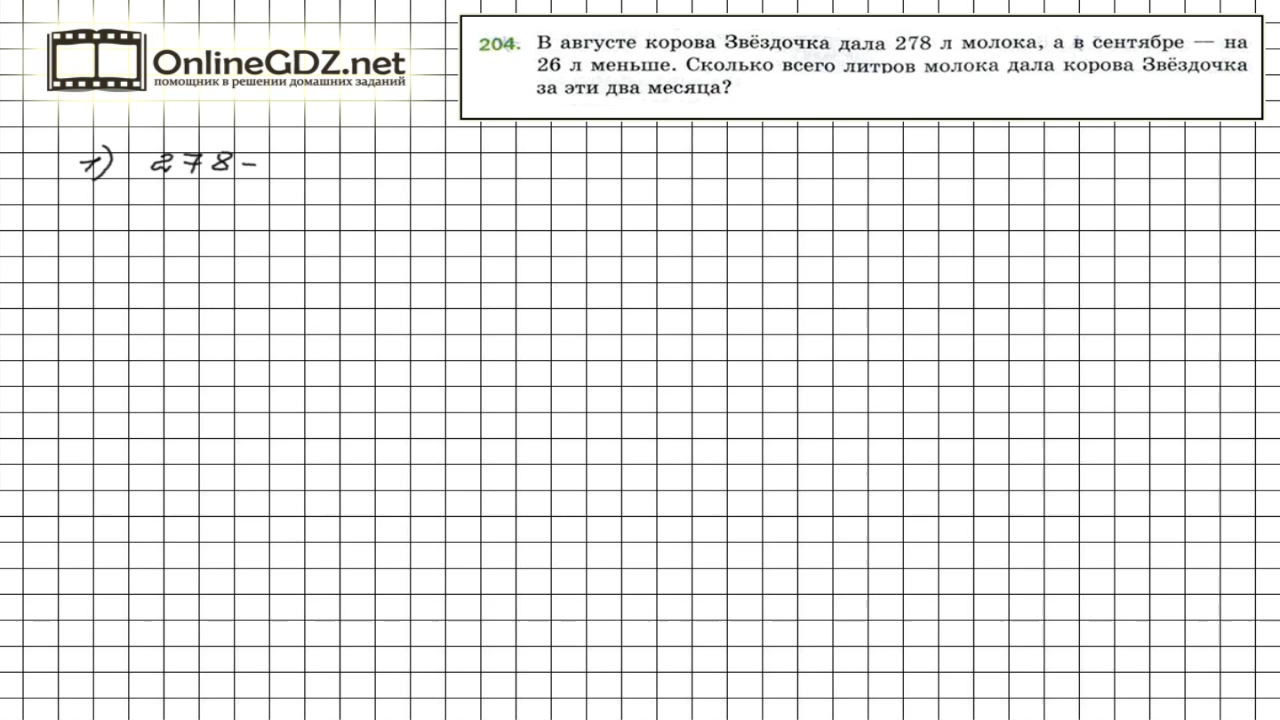 OnlineGDZ.net
помощник в решении домашних заданий
204. В августе корова Звёздочка дала 278 л молока, а в сентябре — на
26 л меньше. Сколько всего литров молока дала корова Звёздочка
за эти два месяца?
1) 278 –